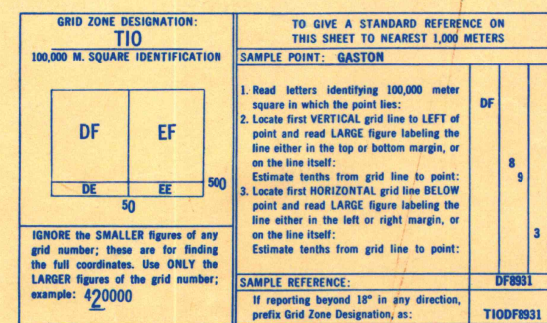 GRID ZONE DESIGNATION:
TIO
100,000 M. SQUARE IDENTIFICATION
DF
EF
DE
EE
500
50
IGNORE the SMALLER figures of any
grid number; these are for finding
the full coordinates. Use ONLY the
LARGER figures of the grid number;
example: 420000
TO GIVE A STANDARD REFERENCE ON
THIS SHEET TO NEAREST 1,000 METERS
SAMPLE POINT: GASTON
1. Read letters identifying 100,000 meter
square in which the point lies:
DF
2. Locate first VERTICAL grid line to LEFT of
point and read LARGE figure labeling the
line either in the top or bottom margin, or
on the line itself:
8
Estimate tenths from grid line to point:
9
3. Locate first HORIZONTAL grid line BELOW
point and read LARGE figure labeling the
line either in the left or right margin, or
on the line itself:
3
Estimate tenths from grid line to point:
SAMPLE REFERENCE:
DF8931
If reporting beyond 18° in any direction,
prefix Grid Zone Designation, as:
TIODF8931